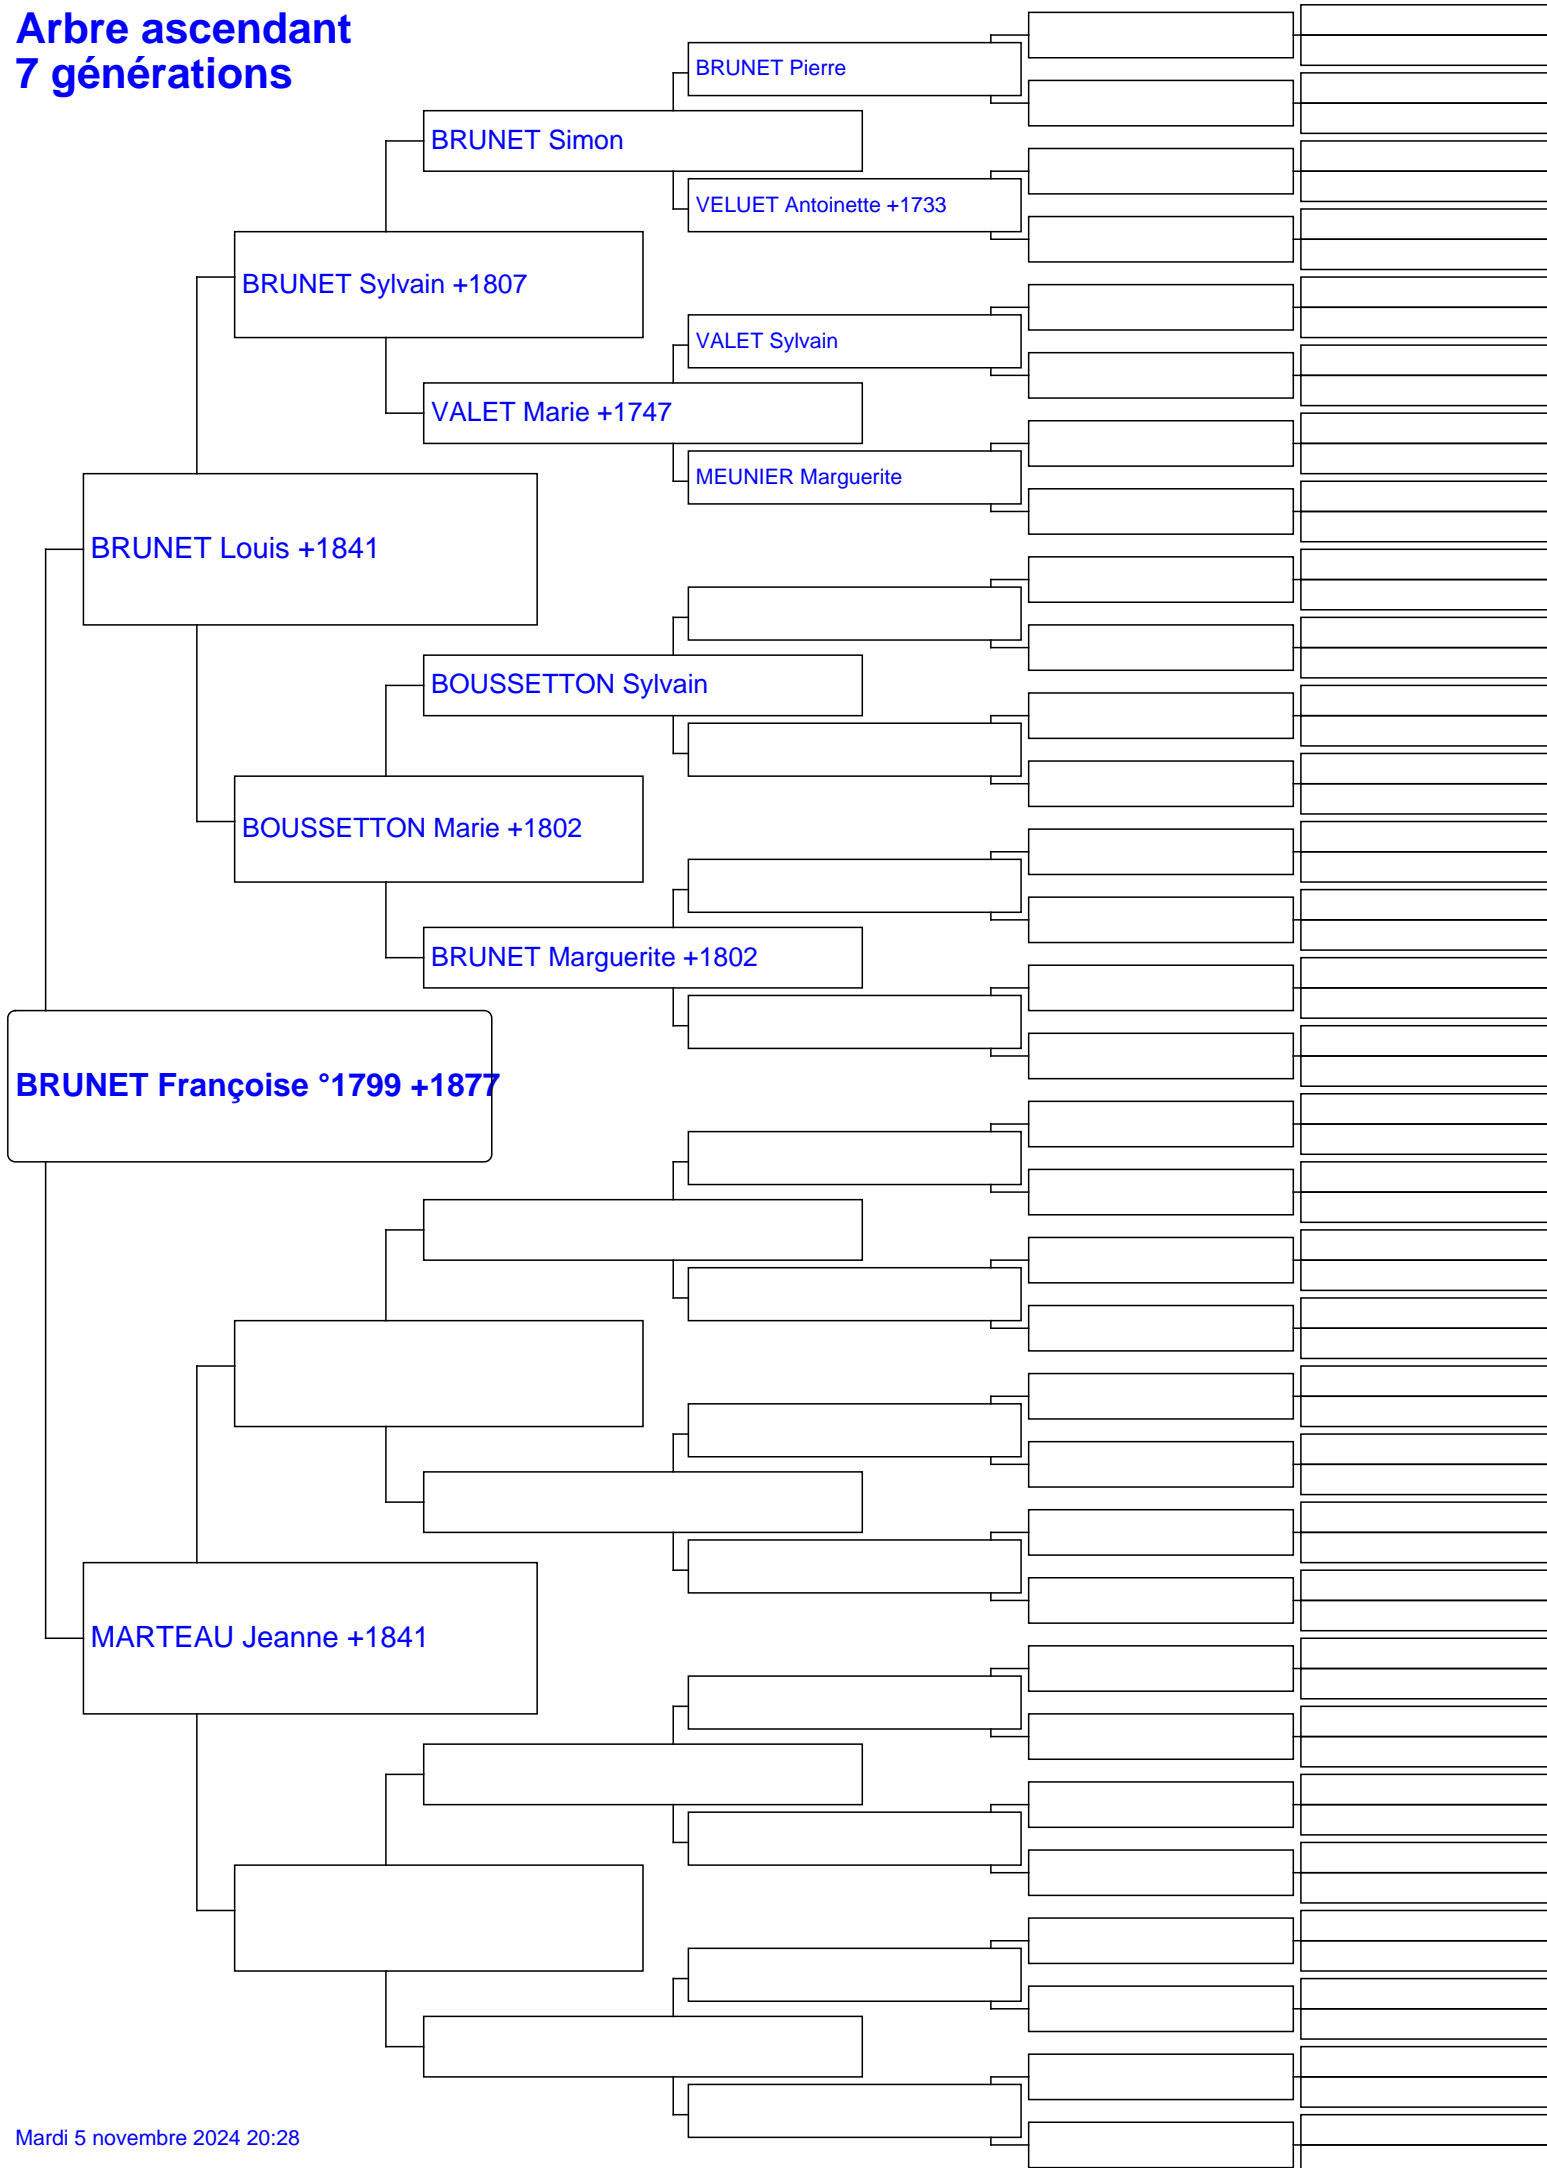 Arbre ascendant
7 générations
BRUNET Pierre
BRUNET Simon
VELUET Antoinette +1733
BRUNET Sylvain +1807
VALET Sylvain
VALET Marie +1747
MEUNIER Marguerite
BRUNET Louis +1841
BOUSSETTON Sylvain
BOUSSETTON Marie +1802
BRUNET Marguerite +1802
BRUNET Françoise °1799 +1877
MARTEAU Jeanne +1841
Mardi 5 novembre 2024 20:28